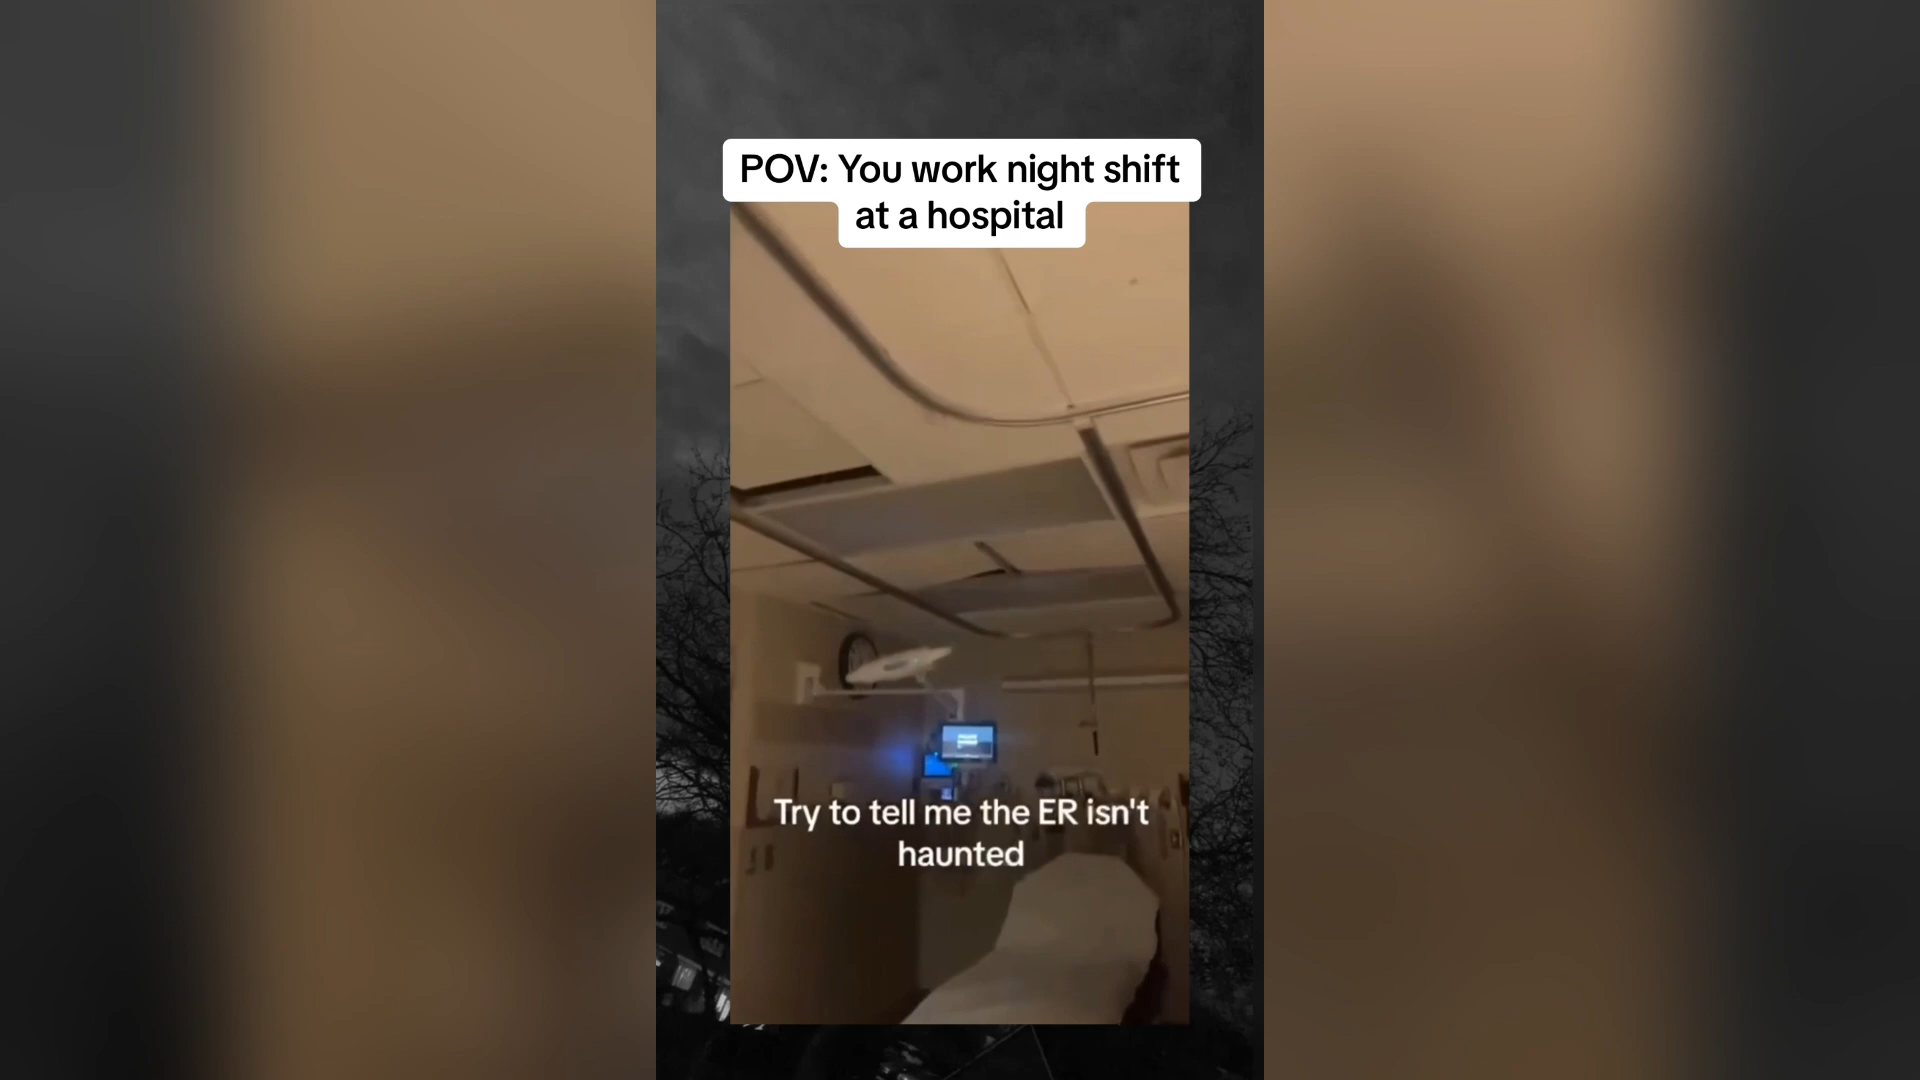 POV: You work night shift
at a hospital
Try to tell me the ER isn't
haunted